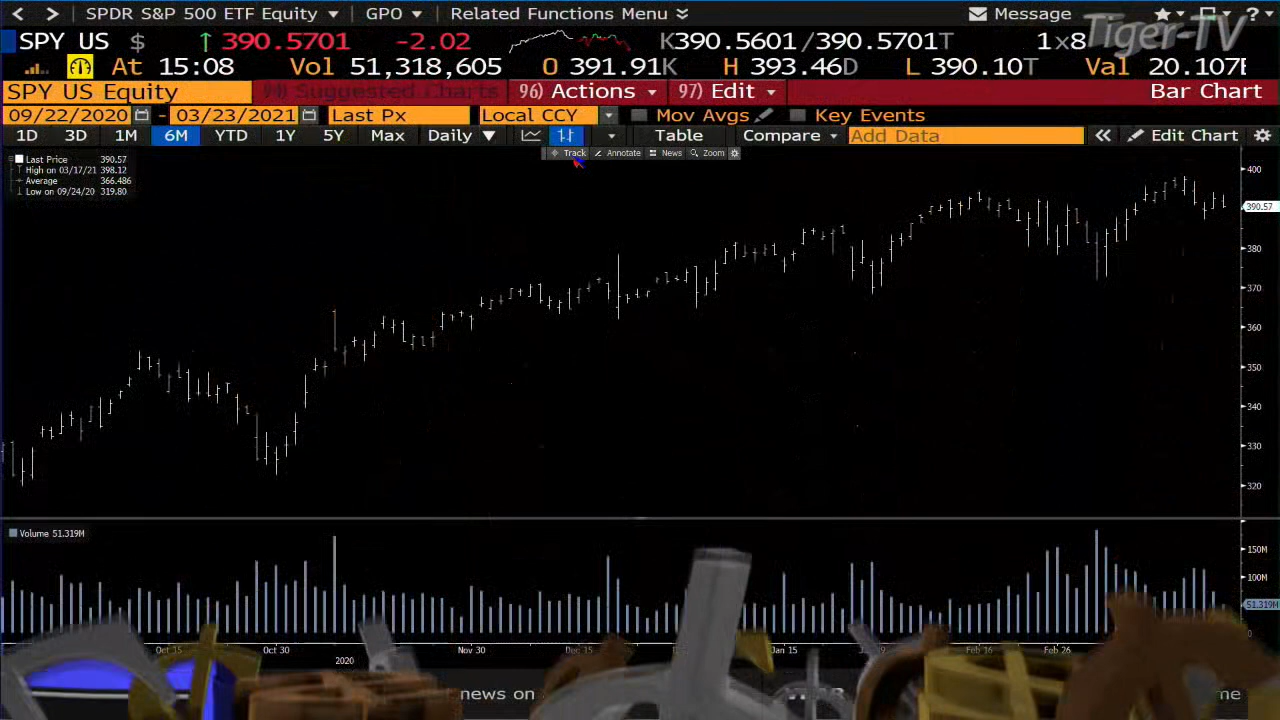 SPDR S&P 500 ETF Equity GPO Related Functions Menu Message ?
SPY US $ ↑ 390.5701 -2.02 K390.5601/390.5701T 1x8
Tiger-TV
At 15:08 Vol 51,318,605 O 391.91K H 393.46D L 390.10T Val 20.107
SPY US Equity 96) Actions 97) Edit Bar Chart
09/22/2020 - 03/23/2021 Last Px Local CCY Mov Avgs Key Events
1D 3D 1M 6M YTD 1Y 5Y Max Daily ▼ Table Compare Add Data « Edit Chart
Track Annotate News Zoom
Last Price 390.57
High on 03/17/21 398.12
Average 366.486
Low on 09/24/20 319.80
400
390.57
380
370
360
350
340
330
320
Volume 51.319M
150M
100M
51.319M
0
Oct 15 Oct 30 Nov 30 Dec 15 Jan 15 Feb 16 Feb 26
2020
news on